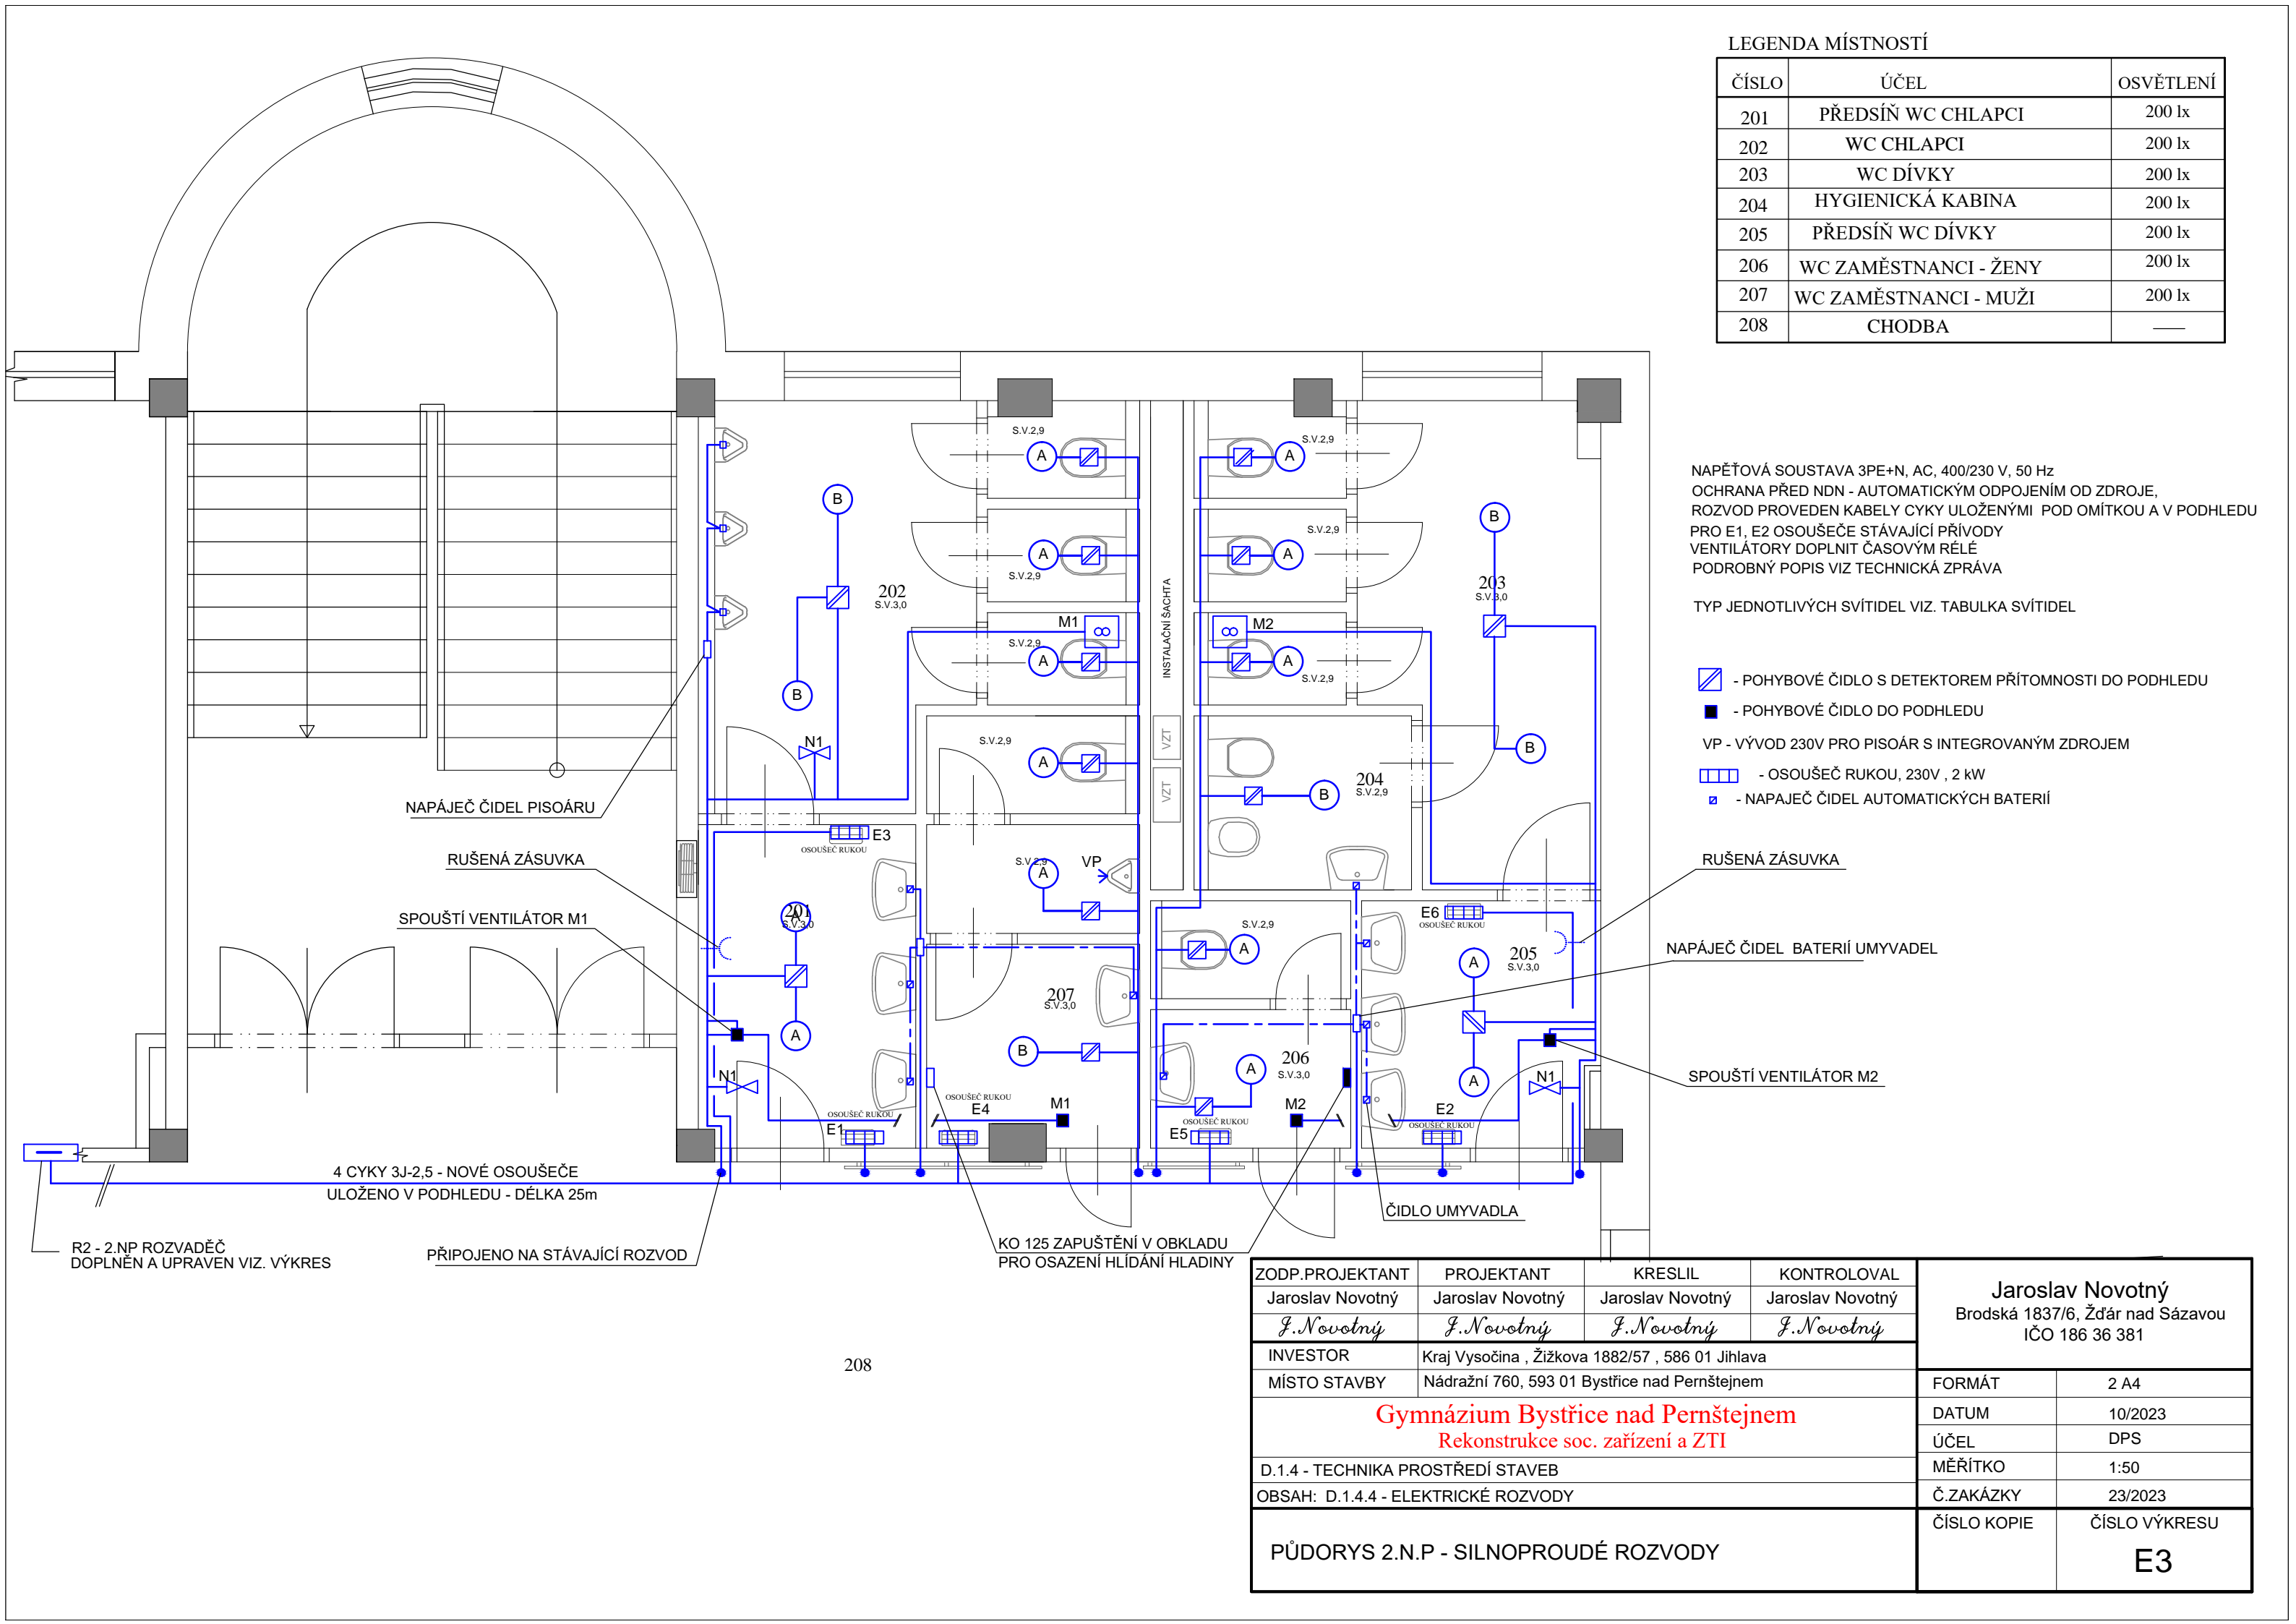 LEGENDA MÍSTNOSTÍ
ČÍSLO ÚČEL OSVĚTLENÍ
201 PŘEDSÍŇ WC CHLAPCI 200 lx
202 WC CHLAPCI 200 lx
203 WC DÍVKY 200 lx
204 HYGIENICKÁ KABINA 200 lx
205 PŘEDSÍŇ WC DÍVKY 200 lx
206 WC ZAMĚSTNANCI - ŽENY 200 lx
207 WC ZAMĚSTNANCI - MUŽI 200 lx
208 CHODBA
NAPĚŤOVÁ SOUSTAVA 3PE+N, AC, 400/230 V, 50 Hz
OCHRANA PŘED NDN - AUTOMATICKÝM ODPOJENÍM OD ZDROJE,
ROZVOD PROVEDEN KABELY CYKY ULOŽENÝMI POD OMÍTKOU A V PODHLEDU
PRO E1, E2 OSOUŠEČE STÁVAJÍCÍ PŘÍVODY
VENTILÁTORY DOPLNIT ČASOVÝM RÉLÉ
PODROBNÝ POPIS VIZ TECHNICKÁ ZPRÁVA
TYP JEDNOTLIVÝCH SVÍTIDEL VIZ. TABULKA SVÍTIDEL
- POHYBOVÉ ČIDLO S DETEKTOREM PŘÍTOMNOSTI DO PODHLEDU
- POHYBOVÉ ČIDLO DO PODHLEDU
VP - VÝVOD 230V PRO PISOÁR S INTEGROVANÝM ZDROJEM
- OSOUŠEČ RUKOU, 230V , 2 kW
- NAPAJEČ ČIDEL AUTOMATICKÝCH BATERIÍ
S.V.2,9
A
A
S.V.2,9
B
B
S.V.2,9
A
A
S.V.2,9
202
S.V.3,0
203
S.V.3,0
INSTALAČNÍ ŠACHTA
M1
M2
S.V.2,9
A
A
S.V.2,9
B
N1
S.V.2,9
A
VZT
VZT
B
204
S.V.2,9
B
NAPÁJEČ ČIDEL PISOÁRU
E3
OSOUŠEČ RUKOU
RUŠENÁ ZÁSUVKA
S.V.2,9
A
VP
RUŠENÁ ZÁSUVKA
SPOUŠTÍ VENTILÁTOR M1
201
A
S.V.3,0
E6
OSOUŠEČ RUKOU
S.V.2,9
A
A
205
S.V.3,0
NAPÁJEČ ČIDEL BATERIÍ UMYVADEL
207
S.V.3,0
A
B
206
S.V.3,0
A
A
N1
N1
SPOUŠTÍ VENTILÁTOR M2
OSOUŠEČ RUKOU
E1
OSOUŠEČ RUKOU
E4
M1
M2
OSOUŠEČ RUKOU
E5
E2
OSOUŠEČ RUKOU
4 CYKY 3J-2,5 - NOVÉ OSOUŠEČE
ULOŽENO V PODHLEDU - DÉLKA 25m
ČIDLO UMYVADLA
R2 - 2.NP ROZVADĚČ
DOPLNĚN A UPRAVEN VIZ. VÝKRES
PŘIPOJENO NA STÁVAJÍCÍ ROZVOD
KO 125 ZAPUŠTĚNÍ V OBKLADU
PRO OSAZENÍ HLÍDÁNÍ HLADINY
208
ZODP.PROJEKTANT PROJEKTANT KRESLIL KONTROLOVAL
Jaroslav Novotný Jaroslav Novotný Jaroslav Novotný Jaroslav Novotný
J.Novotný J.Novotný J.Novotný J.Novotný
Jaroslav Novotný
Brodská 1837/6, Žďár nad Sázavou
IČO 186 36 381
INVESTOR Kraj Vysočina , Žižkova 1882/57 , 586 01 Jihlava
MÍSTO STAVBY Nádražní 760, 593 01 Bystřice nad Pernštejnem
Gymnázium Bystřice nad Pernštejnem
Rekonstrukce soc. zařízení a ZTI
D.1.4 - TECHNIKA PROSTŘEDÍ STAVEB
OBSAH: D.1.4.4 - ELEKTRICKÉ ROZVODY
PŮDORYS 2.N.P - SILNOPROUDÉ ROZVODY
FORMÁT 2 A4
DATUM 10/2023
ÚČEL DPS
MĚŘÍTKO 1:50
Č.ZAKÁZKY 23/2023
ČÍSLO KOPIE ČÍSLO VÝKRESU
E3